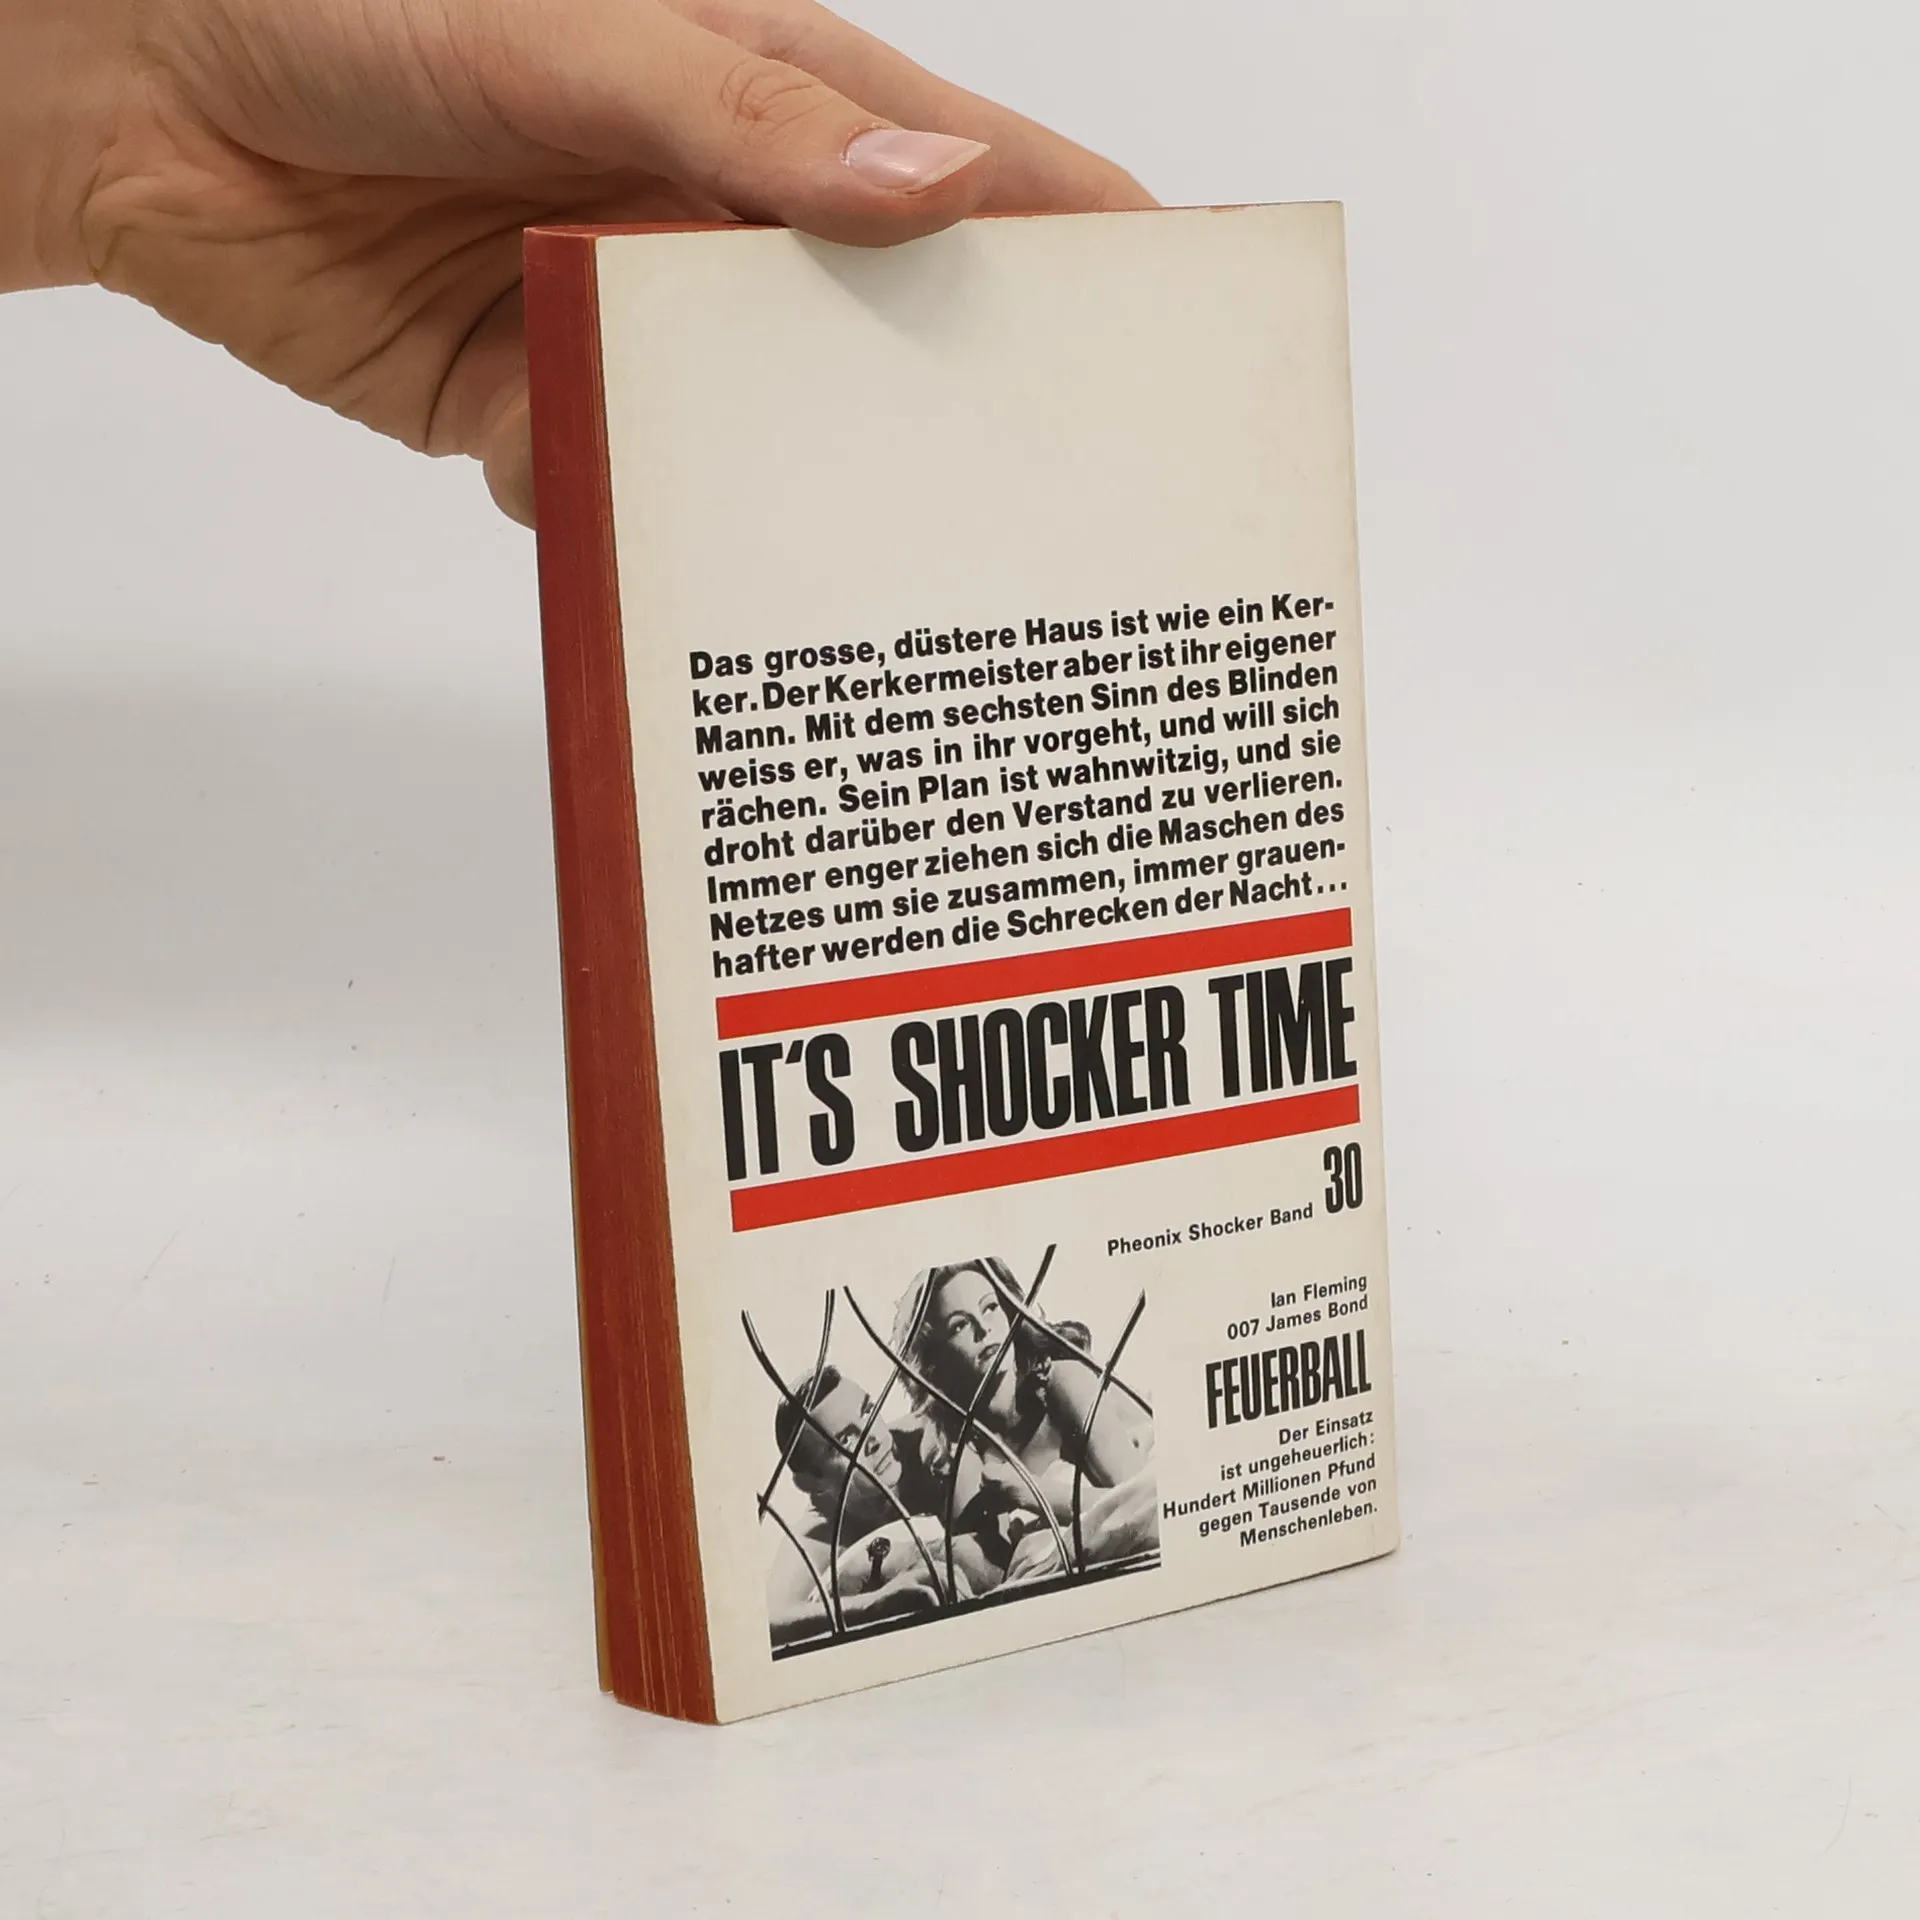 Das grosse, düstere Haus ist wie ein Ker-
ker. Der Kerkermeister aber ist ihr eigener
Mann. Mit dem sechsten Sinn des Blinden
weiss er, was in ihr vorgeht, und will sich
rächen. Sein Plan ist wahnwitzig, und sie
droht darüber den Verstand zu verlieren.
Immer enger ziehen sich die Maschen des
Netzes um sie zusammen, immer grauen-
hafter werden die Schrecken der Nacht...
IT'S SHOCKER TIME
Pheonix Shocker Band 30
Ian Fleming
007 James Bond
FEUERBALL
Der Einsatz
ist ungeheuerlich:
Hundert Millionen Pfund
gegen Tausende von
Menschenleben.